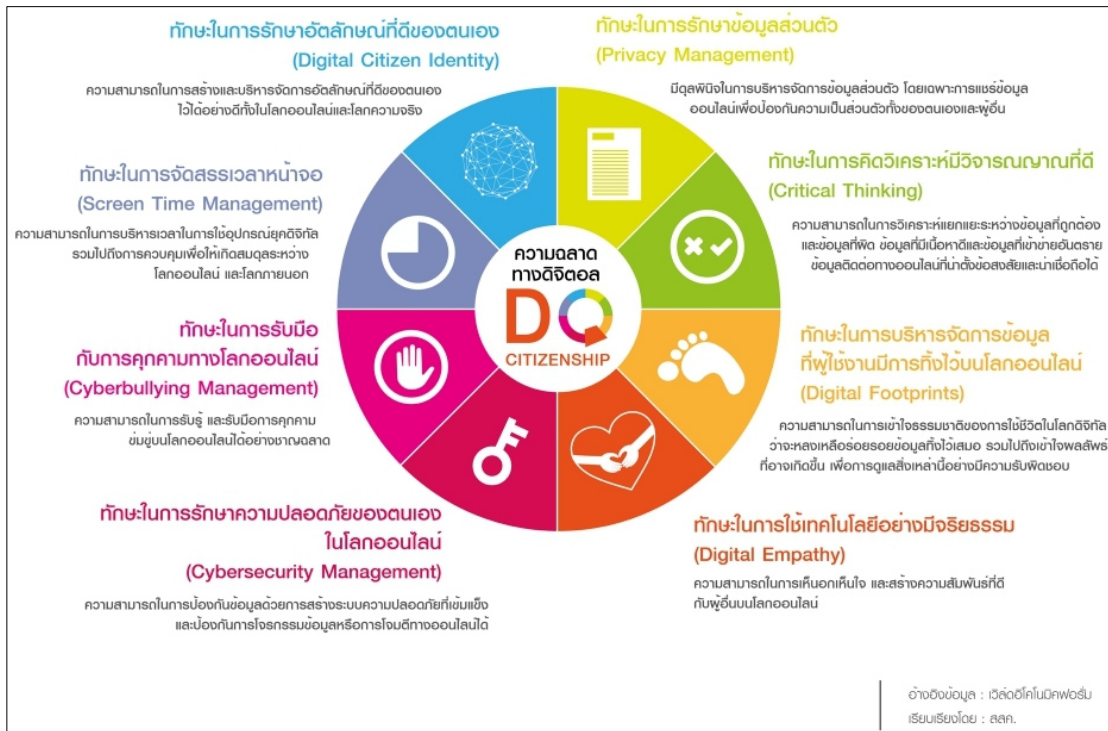 ทักษะในการรักษาอัตลักษณ์ที่ดีของตนเอง
(Digital Citizen Identity)
ความสามารถในการสร้างและบริหารจัดการอัตลักษณ์ที่ดีของตนเอง
ไว้ได้อย่างดีทั้งในโลกออนไลน์และโลกความจริง
ทักษะในการรักษาข้อมูลส่วนตัว
(Privacy Management)
มีดุลพินิจในการบริหารจัดการข้อมูลส่วนตัว โดยเฉพาะการแชร์ข้อมูล
ออนไลน์เพื่อป้องกันความเป็นส่วนตัวทั้งของตนเองและผู้อื่น
ทักษะในการจัดสรรเวลาหน้าจอ
(Screen Time Management)
ความสามารถในการบริหารเวลาในการใช้อุปกรณ์ยุคดิจิทัล
รวมไปถึงการควบคุมเพื่อให้เกิดสมดุลระหว่าง
โลกออนไลน์ และโลกภายนอก
ทักษะในการคิดวิเคราะห์มีวิจารณญาณที่ดี
(Critical Thinking)
ความสามารถในการวิเคราะห์แยกแยะระหว่างข้อมูลที่ถูกต้อง
และข้อมูลที่ผิด ข้อมูลที่มีเนื้อหาดีและข้อมูลที่เข้าข่ายอันตราย
ข้อมูลติดต่อทางออนไลน์ที่น่าตั้งข้อสงสัยและน่าเชื่อถือได้
ความฉลาด
ทางดิจิตอล
DQ
CITIZENSHIP
ทักษะในการรับมือ
กับการคุกคามทางโลกออนไลน์
(Cyberbullying Management)
ความสามารถในการรับรู้ และรับมือการคุกคาม
ข่มขู่บนโลกออนไลน์ได้อย่างชาญฉลาด
ทักษะในการบริหารจัดการข้อมูล
ที่ผู้ใช้งานมีการทิ้งไว้บนโลกออนไลน์
(Digital Footprints)
ความสามารถในการเข้าใจธรรมชาติของการใช้ชีวิตในโลกดิจิทัล
ว่าจะหลงเหลือร่อยรอยข้อมูลทิ้งไว้เสมอ รวมไปถึงเข้าใจผลลัพธ์
ที่อาจเกิดขึ้น เพื่อการดูแลสิ่งเหล่านี้อย่างมีความรับผิดชอบ
ทักษะในการรักษาความปลอดภัยของตนเอง
ในโลกออนไลน์
(Cybersecurity Management)
ความสามารถในการป้องกันข้อมูลด้วยการสร้างระบบความปลอดภัยที่เข้มแข็ง
และป้องกันการโจรกรรมข้อมูลหรือการโจมตีทางออนไลน์ได้
ทักษะในการใช้เทคโนโลยีอย่างมีจริยธรรม
(Digital Empathy)
ความสามารถในการเห็นอกเห็นใจ และสร้างความสัมพันธ์ที่ดี
กับผู้อื่นบนโลกออนไลน์
อ้างอิงข้อมูล : เวิล์ดอีโคโนมิคฟอรั่ม
เรียบเรียงโดย : สสค.